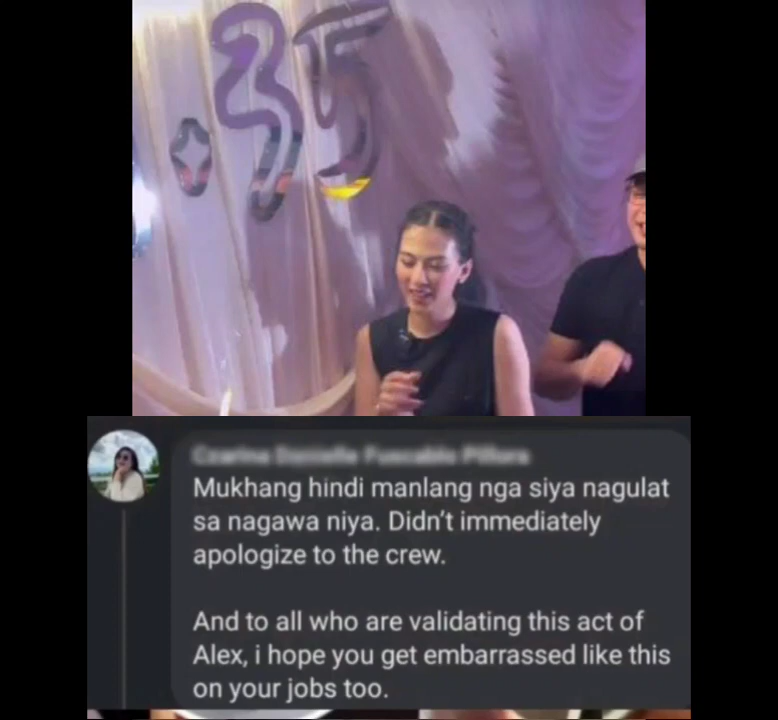 35
Mukhang hindi manlang nga siya nagulat
sa nagawa niya. Didn't immediately
apologize to the crew.
And to all who are validating this act of
Alex, i hope you get embarrassed like this
on your jobs too.